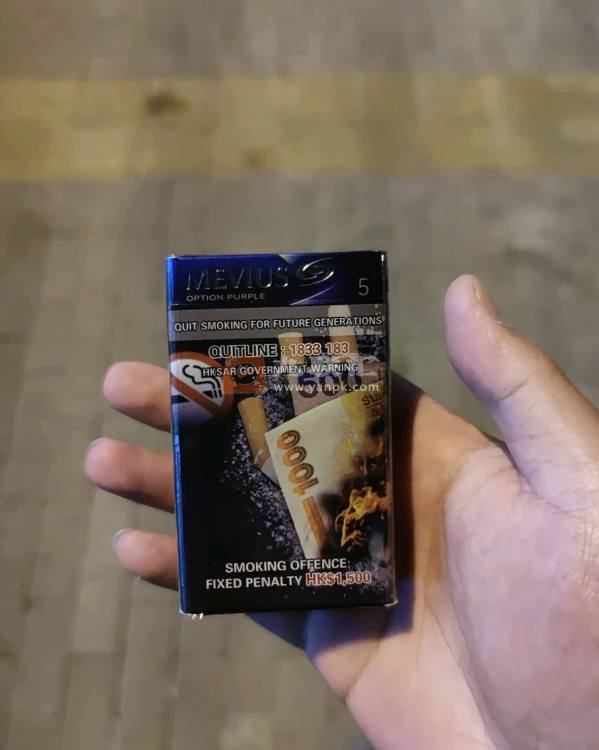 MEVIUS
OPTION PURPLE
5
QUIT SMOKING FOR FUTURE GENERATIONS
QUITLINE : 1833 183
HKSAR GOVERNMENT WARNING
www.yanpk.com
1000
SMOKING OFFENCE:
FIXED PENALTY HK$1,500